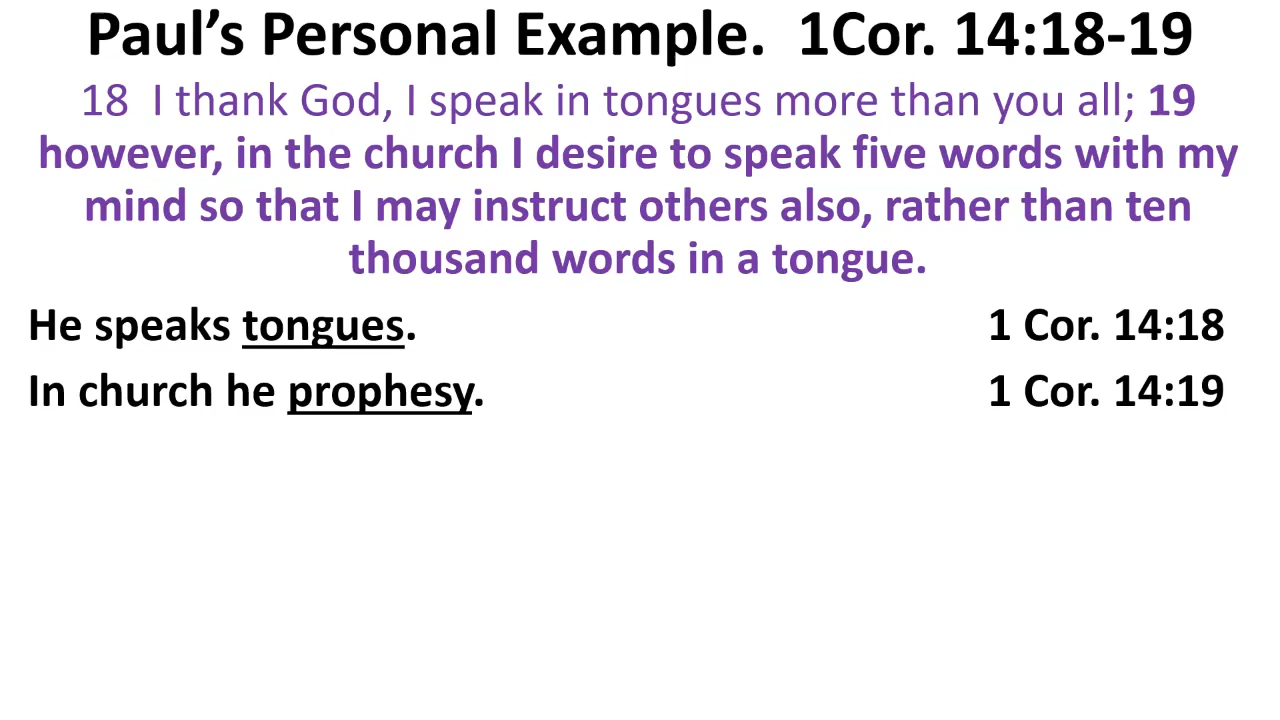 Paul’s Personal Example.  1Cor. 14:18-19
18  I thank God, I speak in tongues more than you all; 19
however, in the church I desire to speak five words with my
mind so that I may instruct others also, rather than ten
thousand words in a tongue.
He speaks tongues. 1 Cor. 14:18
In church he prophesy. 1 Cor. 14:19